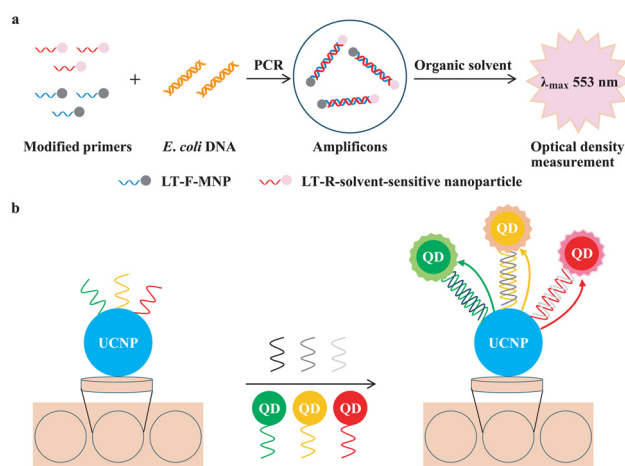 a
PCR
Organic solvent
λmax 553 nm
+
Modified primers
E. coli DNA
Amplificons
Optical density
measurement
LT-F-MNP
LT-R-solvent-sensitive nanoparticle
b
QD
QD
QD
UCNP
UCNP
QD
QD
QD